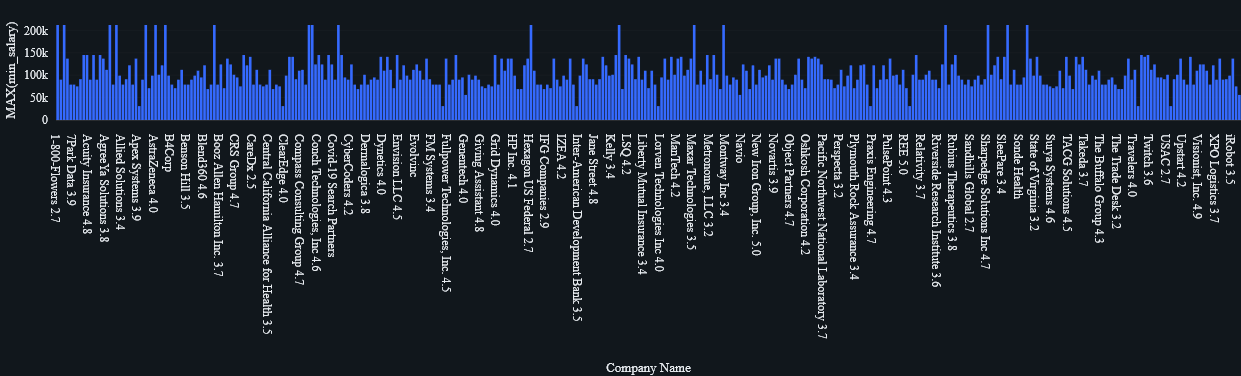 MAX(min_salary)
200k
150k
100k
50k
0
1-800-Flowers 2.7
7Park Data 3.9
Acuity Insurance 4.8
Agree Ya Solutions 3.8
Allied Solutions 3.4
Apex Systems 3.9
AstraZeneca 4.0
B4Corp
Benson Hill 3.5
Blend360 4.6
Booz Allen Hamilton Inc. 3.7
CRS Group 4.7
CareDx 2.5
Central California Alliance for Health 3.5
ClearEdge 4.0
Compass Consulting Group 4.7
Couch Technologies, Inc 4.6
Covid-19 Search Partners
CyberCoders 4.2
Dermalogica 3.8
Dynetics 4.0
Envision LLC 4.5
Evolvinc
FM Systems 3.4
Fullpower Technologies, Inc. 4.5
Genentech 4.0
Giving Assistant 4.8
Grid Dynamics 4.0
HP Inc. 4.1
Hexagon US Federal 2.7
IFG Companies 2.9
IZEA 4.2
Inter-American Development Bank 3.5
Jane Street 4.8
Kelly 3.4
LSQ 4.2
Liberty Mutual Insurance 3.4
Lorven Technologies Inc 4.0
ManTech 4.2
Maxar Technologies 3.5
Metromile, LLC 3.2
Montway Inc 3.4
Navio
New Iron Group, Inc. 5.0
Novartis 3.9
Object Partners 4.7
Oshkosh Corporation 4.2
Pacific Northwest National Laboratory 3.7
Perspecta 3.2
Plymouth Rock Assurance 3.4
Praxis Engineering 4.7
PulsePoint 4.3
REE 5.0
Relativity 3.7
Riverside Research Institute 3.6
Rubius Therapeutics 3.8
Sandhills Global 2.7
Sharpedge Solutions Inc 4.7
SleePare 3.4
Sonde Health
State of Virginia 3.2
Surya Systems 4.6
TACG Solutions 4.5
Takeda 3.7
The Buffalo Group 4.3
The Trade Desk 3.2
Travelers 4.0
Twitch 3.6
USAC 2.7
Upstart 4.2
Visionist, Inc. 4.9
XPO Logistics 3.7
iRobot 3.5
Company Name